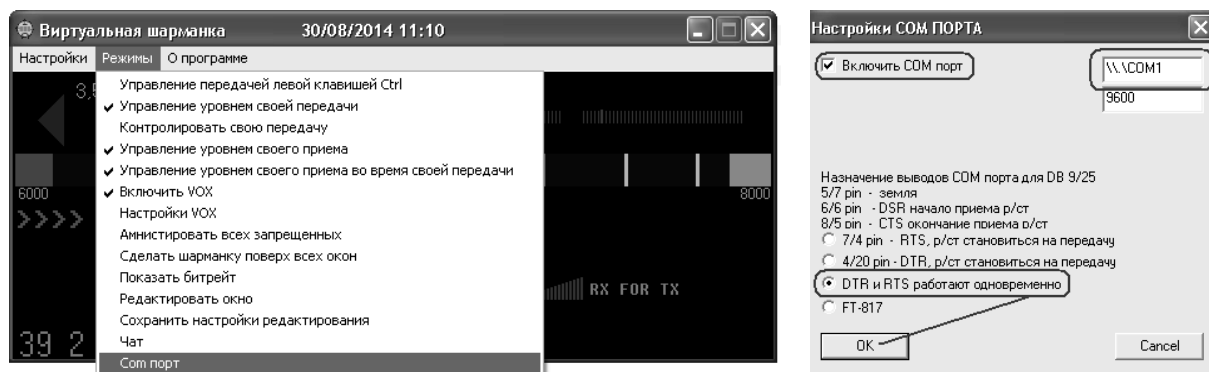 Виртуальная шарманка 30/08/2014 11:10
Настройки Режимы О программе
3,5
Управление передачей левой клавишей Ctrl
Управление уровнем своей передачи
Контролировать свою передачу
Управление уровнем своего приема
Управление уровнем своего приема во время своей передачи
Включить VOX
Настройки VOX
Амнистировать всех запрещенных
Сделать шарманку поверх всех окон
Показать битрейт
Редактировать окно
Сохранить настройки редактирования
Чат
Com порт
6000 8000
>>>>
RX FOR TX
39 2
Настройки COM ПОРТА
Включить COM порт
\\.\COM1
9600
Назначение выводов COM порта для DB 9/25
5/7 pin - земля
6/6 pin - DSR начало приема р/ст
8/5 pin - CTS окончание приема р/ст
7/4 pin - RTS, р/ст становиться на передачу
4/20 pin - DTR, р/ст становиться на передачу
DTR и RTS работают одновременно
FT-817
OK Cancel